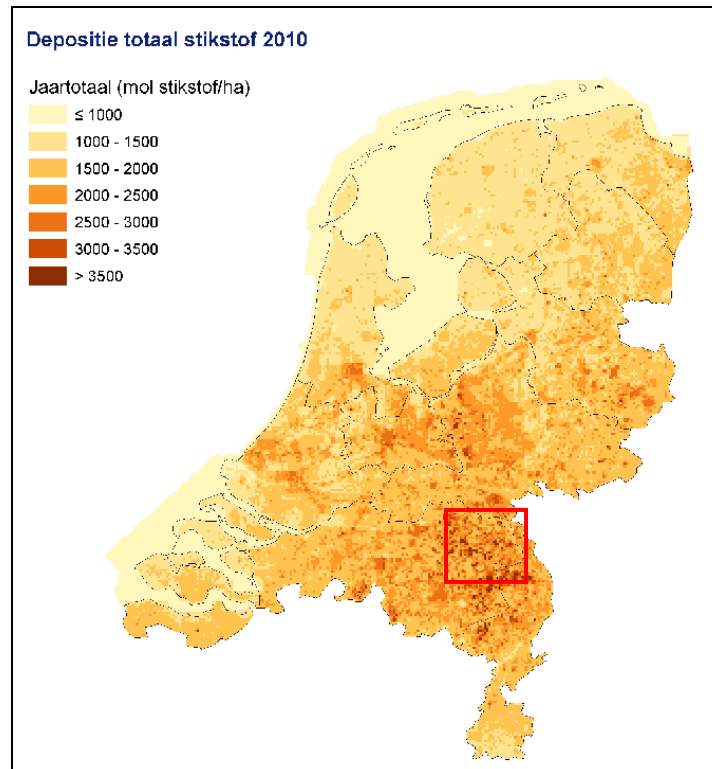 Depositie totaal stikstof 2010
Jaartotaal (mol stikstof/ha)
≤ 1000
1000 - 1500
1500 - 2000
2000 - 2500
2500 - 3000
3000 - 3500
> 3500